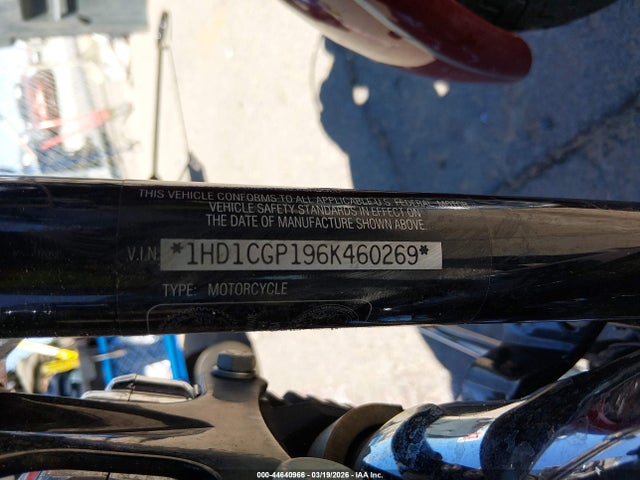 THIS VEHICLE CONFORMS TO ALL APPLICABLE U.S. FEDERAL MOTOR
VEHICLE SAFETY STANDARDS IN EFFECT ON
THE DATE OF MANUFACTURE SHOWN ABOVE.
V.I.N. *1HD1CGP196K460269*
TYPE: MOTORCYCLE
000-44640966 - 03/19/2026 - IAA Inc.